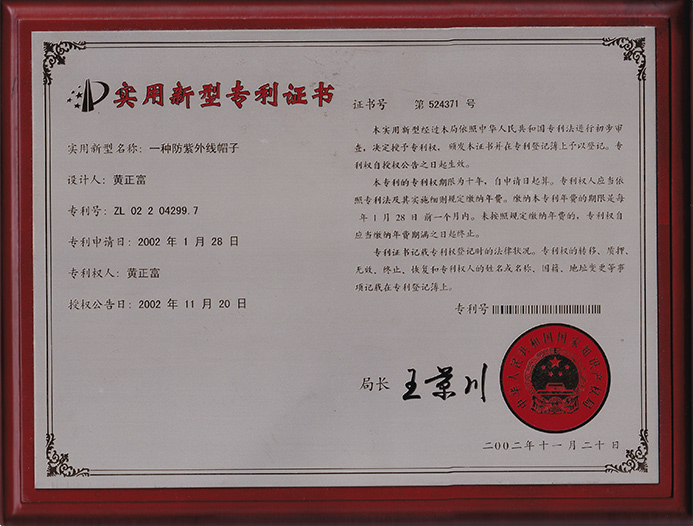 实用新型专利证书
实用新型名称：一种防紫外线帽子
设计人：黄正富
专利号：ZL 02 2 04299.7
专利申请日：2002 年 1 月 28 日
专利权人：黄正富
授权公告日：2002 年 11 月 20 日
证书号 第 524371 号
本实用新型经过本局依照中华人民共和国专利法进行初步审
查，决定授予专利权，颁发本证书并在专利登记簿上予以登记。专
利权自授权公告之日起生效。
本专利的专利权期限为十年，自申请日起算。专利权人应当依
照专利法及其实施细则规定缴纳年费。缴纳本专利年费的期限是每
年 1 月 28 日 前一个月内。未按照规定缴纳年费的，专利权自
应当缴纳年费期满之日起终止。
专利证书记载专利权登记时的法律状况。专利权的转移、质押、
无效、终止、恢复和专利权人的姓名或名称、国籍、地址变更等事
项记载在专利登记簿上。
专利号
局长 王景川
中华人民共和国国家知识产权局
二〇〇二年十一月二十日